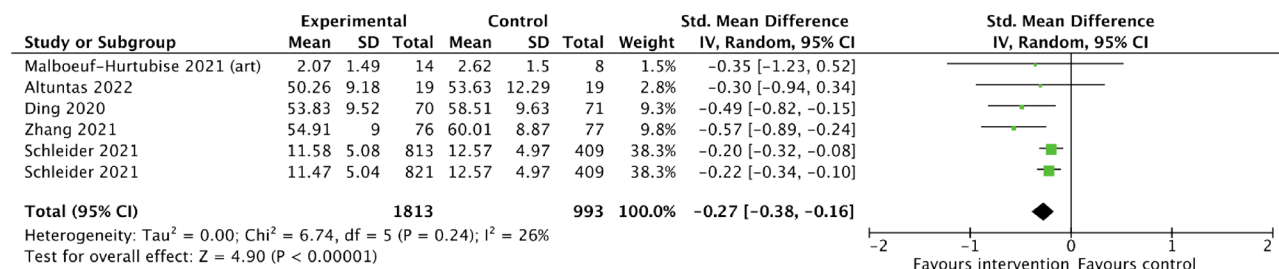 Experimental Control Std. Mean Difference Std. Mean Difference
Study or Subgroup Mean SD Total Mean SD Total Weight IV, Random, 95% CI IV, Random, 95% CI
Malboeuf-Hurtubise 2021 (art) 2.07 1.49 14 2.62 1.5 8 1.5% -0.35 [-1.23, 0.52]
Altuntas 2022 50.26 9.18 19 53.63 12.29 19 2.8% -0.30 [-0.94, 0.34]
Ding 2020 53.83 9.52 70 58.51 9.63 71 9.3% -0.49 [-0.82, -0.15]
Zhang 2021 54.91 9 76 60.01 8.87 77 9.8% -0.57 [-0.89, -0.24]
Schleider 2021 11.58 5.08 813 12.57 4.97 409 38.3% -0.20 [-0.32, -0.08]
Schleider 2021 11.47 5.04 821 12.57 4.97 409 38.3% -0.22 [-0.34, -0.10]
Total (95% CI) 1813 993 100.0% -0.27 [-0.38, -0.16]
Heterogeneity: Tau² = 0.00; Chi² = 6.74, df = 5 (P = 0.24); I² = 26%
Test for overall effect: Z = 4.90 (P < 0.00001)
-2 -1 0 1 2
Favours intervention Favours control